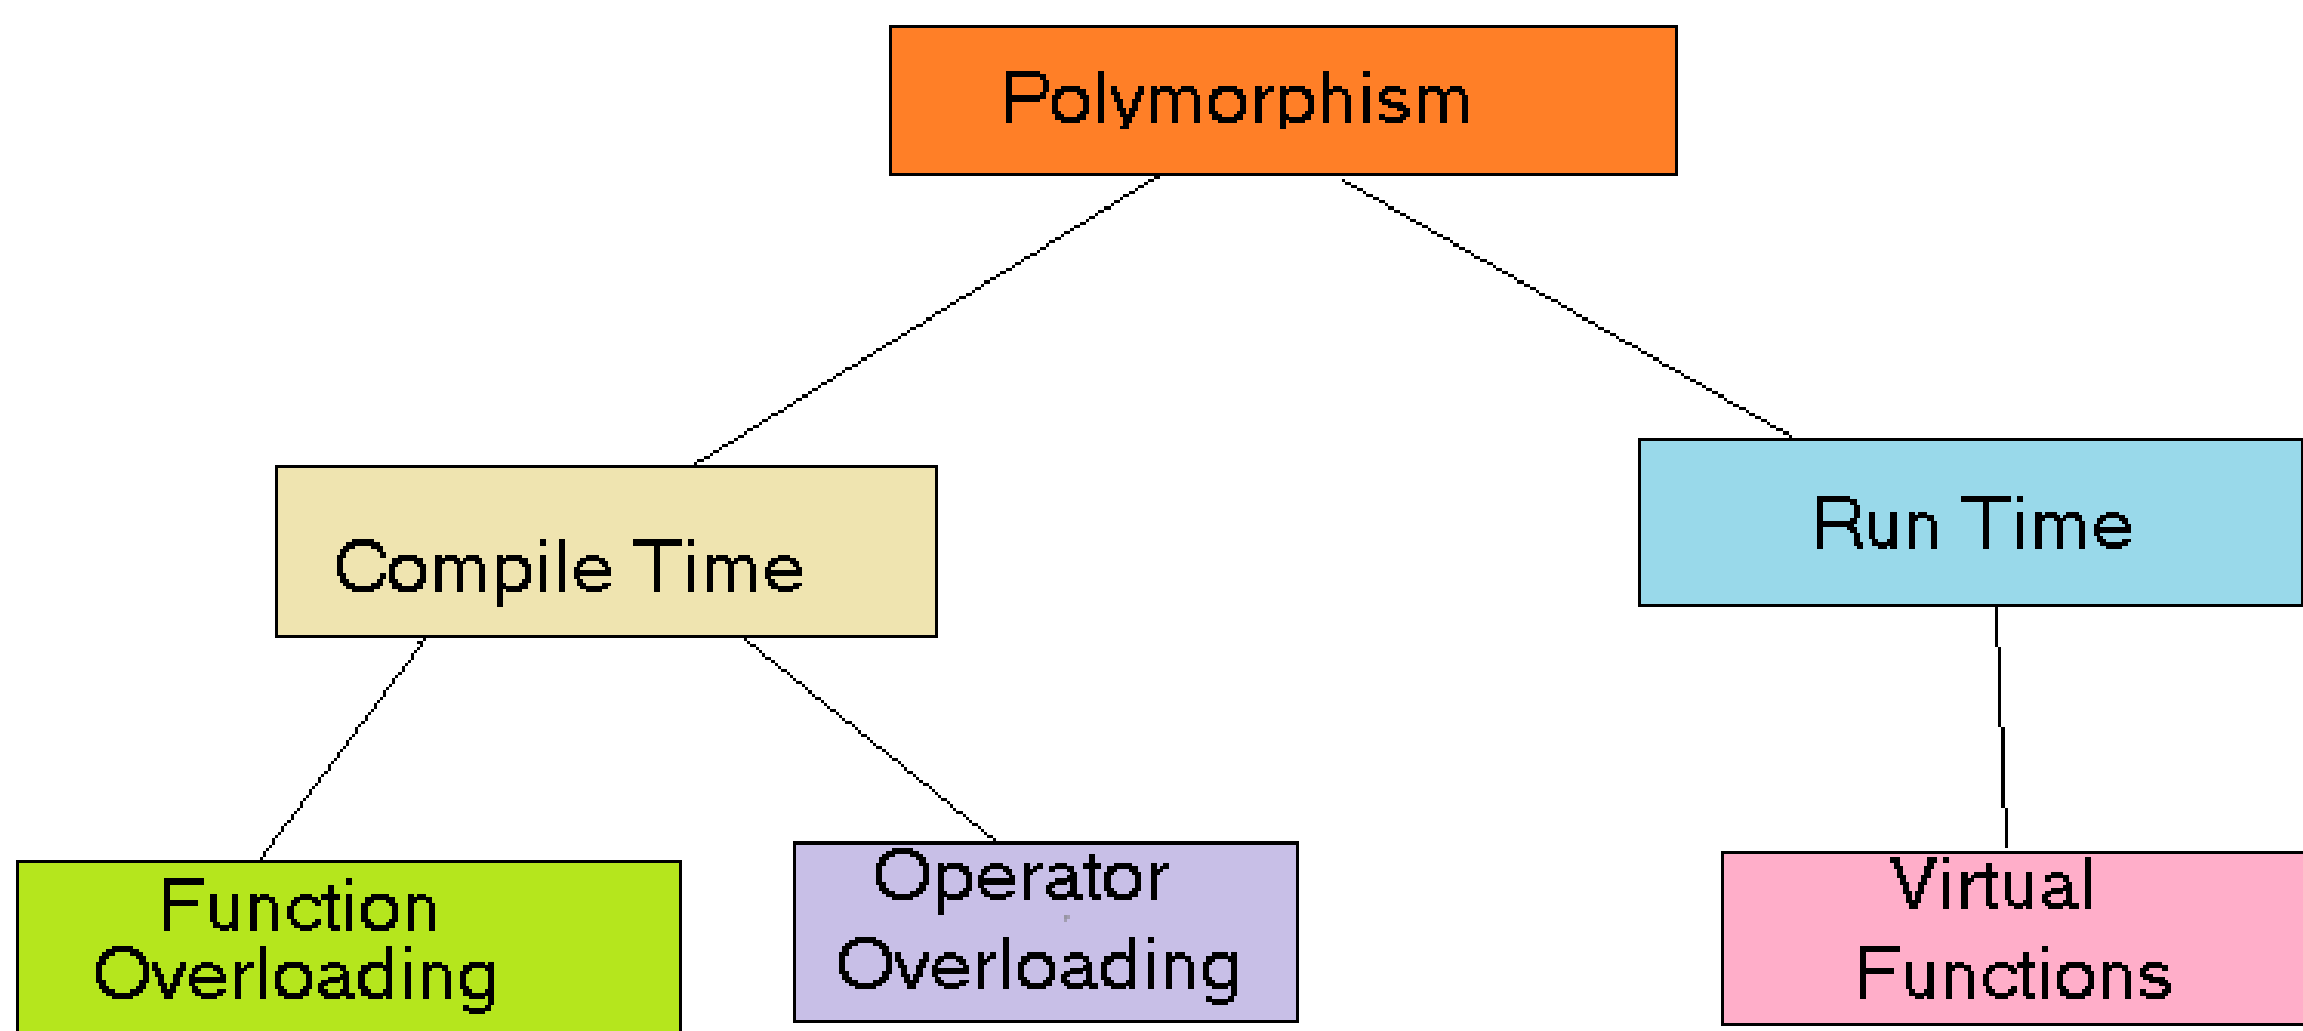 Polymorphism
Compile Time
Run Time
Function
Overloading
Operator
Overloading
Virtual
Functions